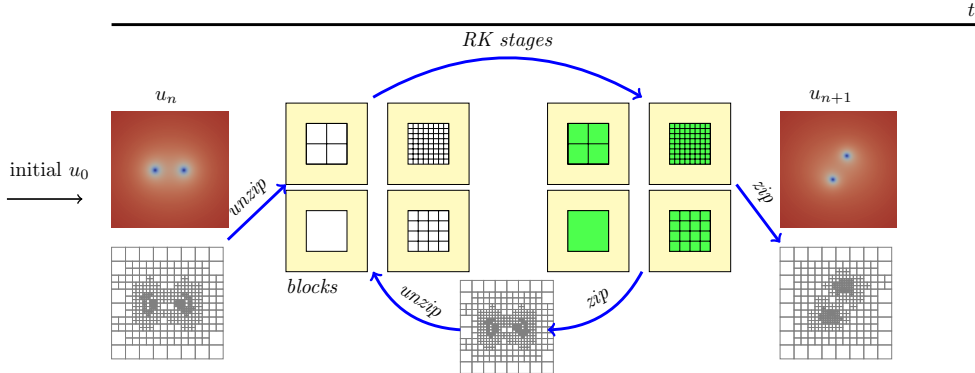 t
RK stages
u_n
u_{n+1}
initial u_0
unzip
zip
blocks
unzip
zip